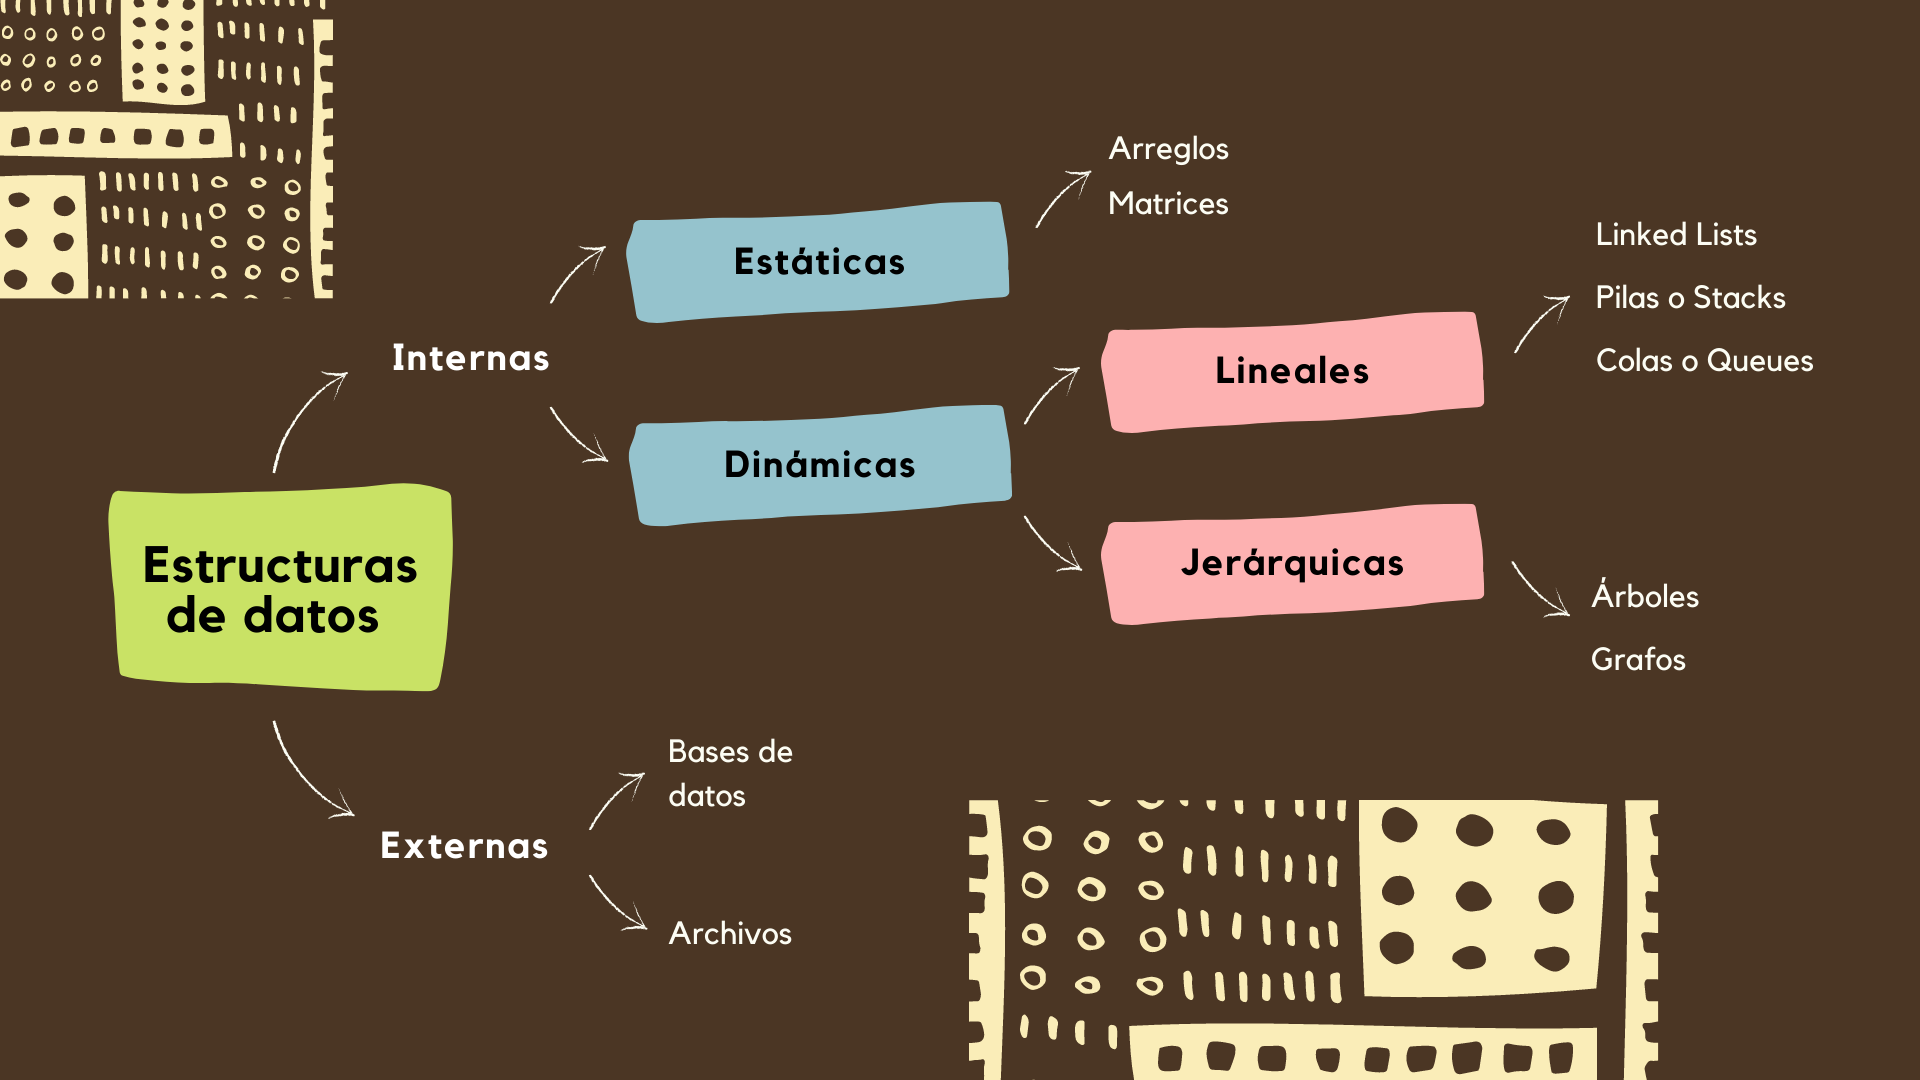 Estructuras
de datos
Internas
Estáticas
Arreglos
Matrices
Dinámicas
Lineales
Linked Lists
Pilas o Stacks
Colas o Queues
Jerárquicas
Árboles
Grafos
Externas
Bases de
datos
Archivos